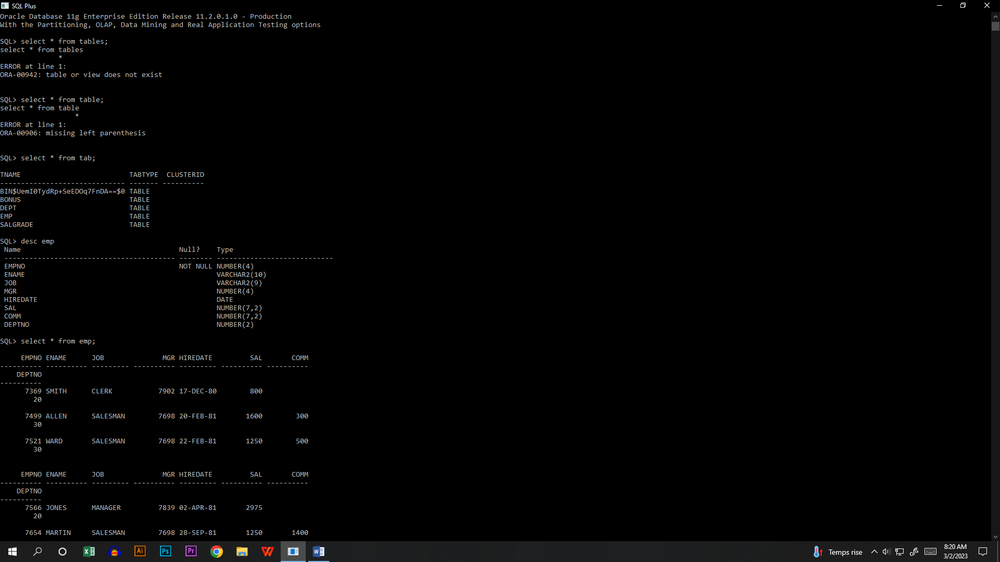 SQL Plus
Oracle Database 11g Enterprise Edition Release 11.2.0.1.0 - Production
With the Partitioning, OLAP, Data Mining and Real Application Testing options
SQL> select * from tables;
select * from tables
*
ERROR at line 1:
ORA-00942: table or view does not exist
SQL> select * from table;
select * from table
*
ERROR at line 1:
ORA-00906: missing left parenthesis
SQL> select * from tab;
TNAME                          TABTYPE  CLUSTERID
------------------------------ ------- ----------
BIN$UemI0TydRp+SeEDOq7FnDA==$0 TABLE
BONUS                          TABLE
DEPT                           TABLE
EMP                            TABLE
SALGRADE                       TABLE
SQL> desc emp
Name                                      Null?    Type
----------------------------------------- -------- ----------------------------
EMPNO                                     NOT NULL NUMBER(4)
ENAME                                              VARCHAR2(10)
JOB                                                VARCHAR2(9)
MGR                                                NUMBER(4)
HIREDATE                                           DATE
SAL                                                NUMBER(7,2)
COMM                                               NUMBER(7,2)
DEPTNO                                             NUMBER(2)
SQL> select * from emp;
EMPNO ENAME      JOB              MGR HIREDATE         SAL       COMM
---------- ---------- --------- ---------- --------- ---------- ----------
DEPTNO
----------
7369 SMITH      CLERK           7902 17-DEC-80        800
20
7499 ALLEN      SALESMAN        7698 20-FEB-81       1600        300
30
7521 WARD       SALESMAN        7698 22-FEB-81       1250        500
30
EMPNO ENAME      JOB              MGR HIREDATE         SAL       COMM
---------- ---------- --------- ---------- --------- ---------- ----------
DEPTNO
----------
7566 JONES      MANAGER         7839 02-APR-81       2975
20
7654 MARTIN     SALESMAN        7698 28-SEP-81       1250       1400
Ai Ps Pr
Temps rise
8:20 AM
3/2/2023